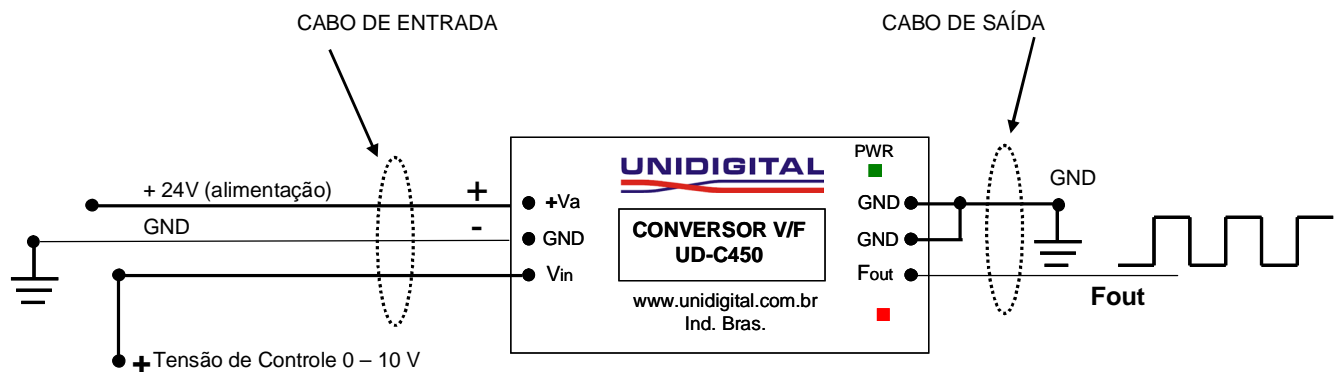 CABO DE ENTRADA
CABO DE SAÍDA
UNIDIGITAL
PWR
+ 24V (alimentação)
+
+Va
GND
GND
GND
-
GND
CONVERSOR V/F
UD-C450
GND
Vin
Fout
www.unidigital.com.br
Ind. Bras.
Fout
+ Tensão de Controle 0 – 10 V